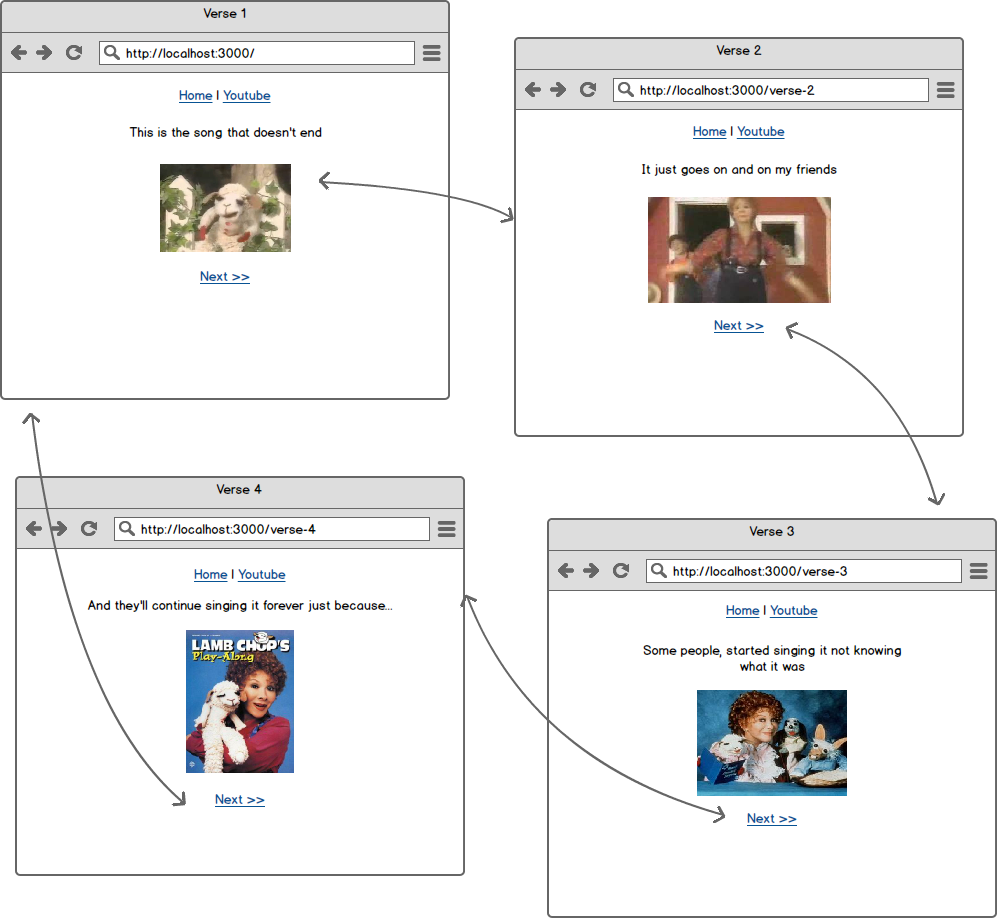 Verse 1
http://localhost:3000/
Home | Youtube
This is the song that doesn't end
Next >>
Verse 2
http://localhost:3000/verse-2
Home | Youtube
It just goes on and on my friends
Next >>
Verse 4
http://localhost:3000/verse-4
Home | Youtube
And they'll continue singing it forever just because...
LAMB CHOP'S
Play-Along
Next >>
Verse 3
http://localhost:3000/verse-3
Home | Youtube
Some people, started singing it not knowing
what it was
Next >>